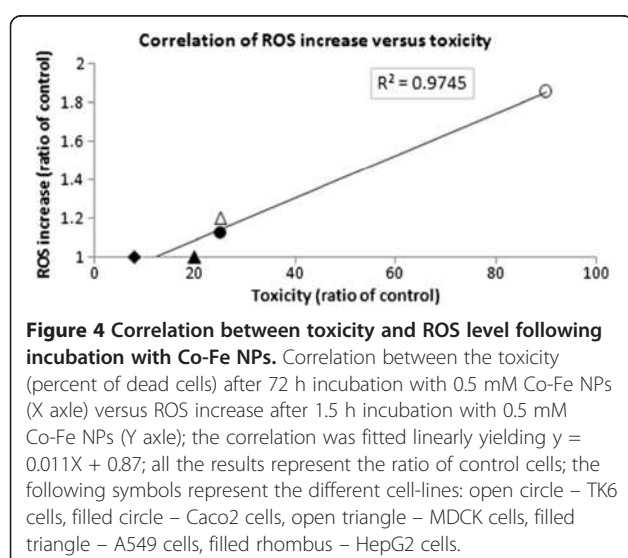 Correlation of ROS increase versus toxicity
2
1.8
1.6
1.4
1.2
1
R² = 0.9745
ROS increase (ratio of control)
0 20 40 60 80 100
Toxicity (ratio of control)
Figure 4 Correlation between toxicity and ROS level following
incubation with Co-Fe NPs. Correlation between the toxicity
(percent of dead cells) after 72 h incubation with 0.5 mM Co-Fe NPs
(X axle) versus ROS increase after 1.5 h incubation with 0.5 mM
Co-Fe NPs (Y axle); the correlation was fitted linearly yielding y =
0.011X + 0.87; all the results represent the ratio of control cells; the
following symbols represent the different cell-lines: open circle – TK6
cells, filled circle – Caco2 cells, open triangle – MDCK cells, filled
triangle – A549 cells, filled rhombus – HepG2 cells.